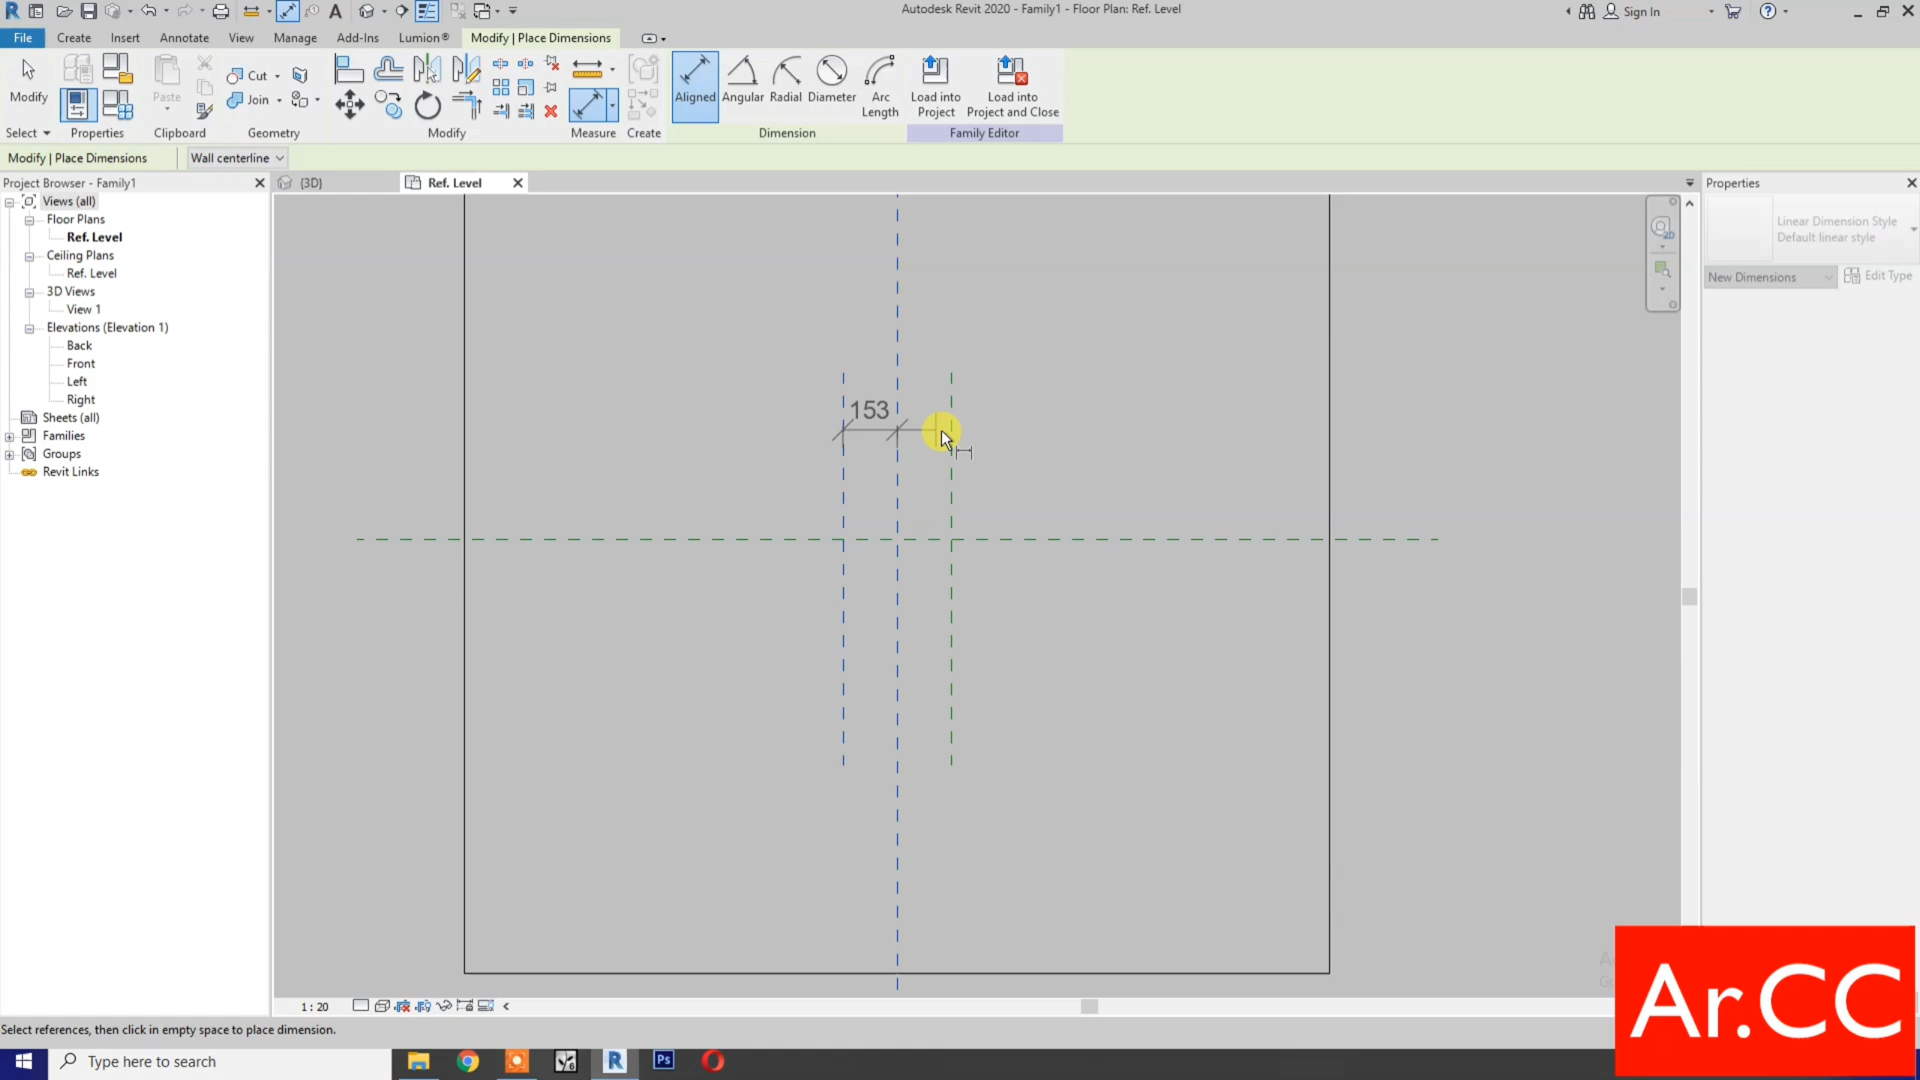 Autodesk Revit 2020 - Family1 - Floor Plan: Ref. Level
Sign In
File Create Insert Annotate View Manage Add-Ins Lumion® Modify | Place Dimensions
Modify Paste Cut Join Aligned Angular Radial Diameter Arc Length Load into Project Load into Project and Close
Select Properties Clipboard Geometry Modify Measure Create Dimension Family Editor
Modify | Place Dimensions Wall centerline
Project Browser - Family1
(3D) Ref. Level
Properties
Views (all)
Floor Plans
Ref. Level
Ceiling Plans
Ref. Level
3D Views
View 1
Elevations (Elevation 1)
Back
Front
Left
Right
Sheets (all)
Families
Groups
Revit Links
153
2D
Linear Dimension Style
Default linear style
New Dimensions Edit Type
1 : 20
Ar.CC
Select references, then click in empty space to place dimension.
Type here to search
Ps